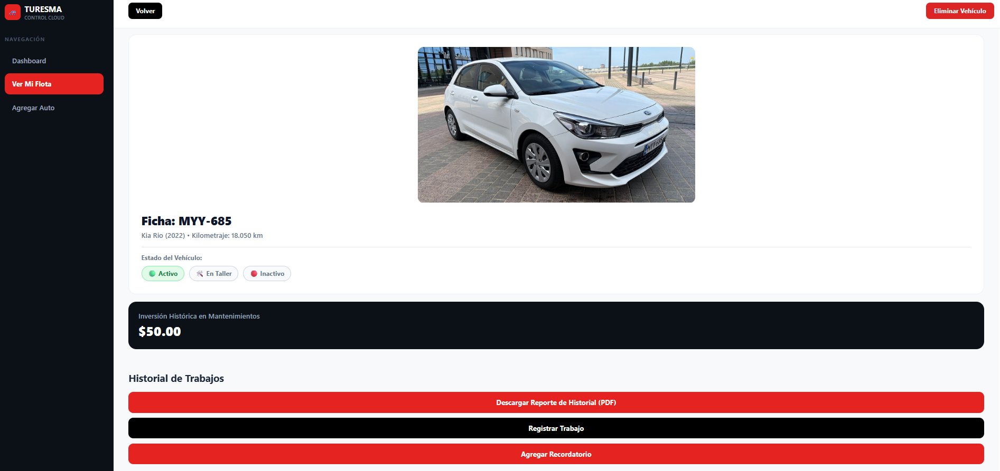 TURESMA
CONTROL CLOUD
NAVEGACIÓN
Dashboard
Ver Mi Flota
Agregar Auto
Volver
Eliminar Vehículo
Ficha: MYY-685
Kia Rio (2022) • Kilometraje: 18.050 km
Estado del Vehículo:
Activo
En Taller
Inactivo
Inversión Histórica en Mantenimientos
$50.00
Historial de Trabajos
Descargar Reporte de Historial (PDF)
Registrar Trabajo
Agregar Recordatorio